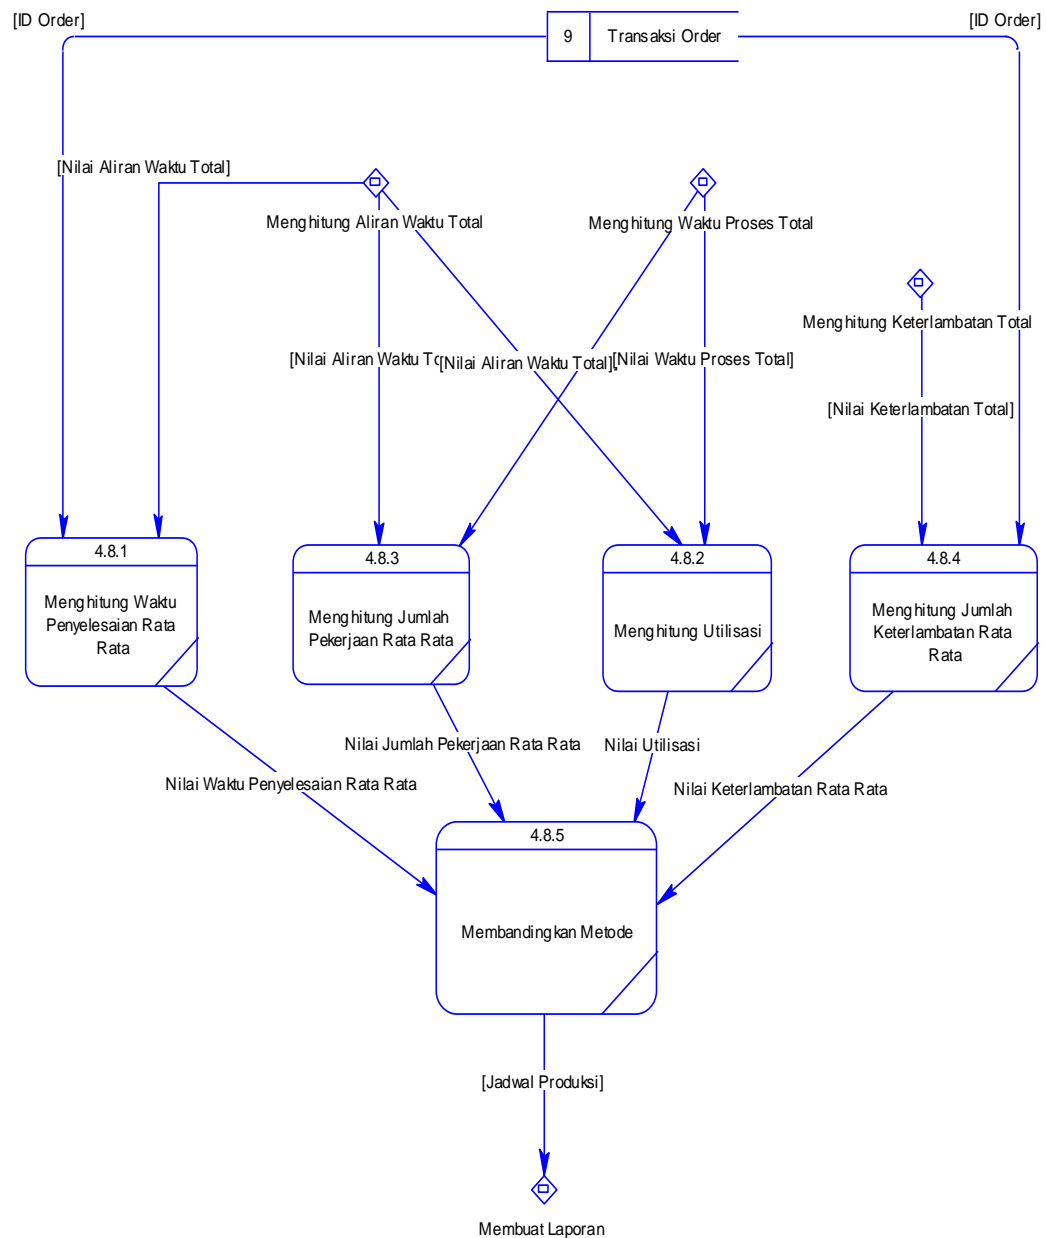 [ID Order]
9
Transaksi Order
[ID Order]
[Nilai Aliran Waktu Total]
Menghitung Aliran Waktu Total
Menghitung Waktu Proses Total
Menghitung Keterlambatan Total
[Nilai Aliran Waktu
[Nilai Aliran Waktu Total],
[Nilai Waktu Proses Total]
[Nilai Keterlambatan Total]
4.8.1
Menghitung Waktu
Penyelesaian Rata
Rata
4.8.3
Menghitung Jumlah
Pekerjaan Rata Rata
4.8.2
Menghitung Utilisasi
4.8.4
Menghitung Jumlah
Keterlambatan Rata
Rata
Nilai Jumlah Pekerjaan Rata Rata
Nilai Utilisasi
Nilai Waktu Penyelesaian Rata Rata
Nilai Keterlambatan Rata Rata
4.8.5
Membandingkan Metode
[Jadwal Produksi]
Membuat Laporan